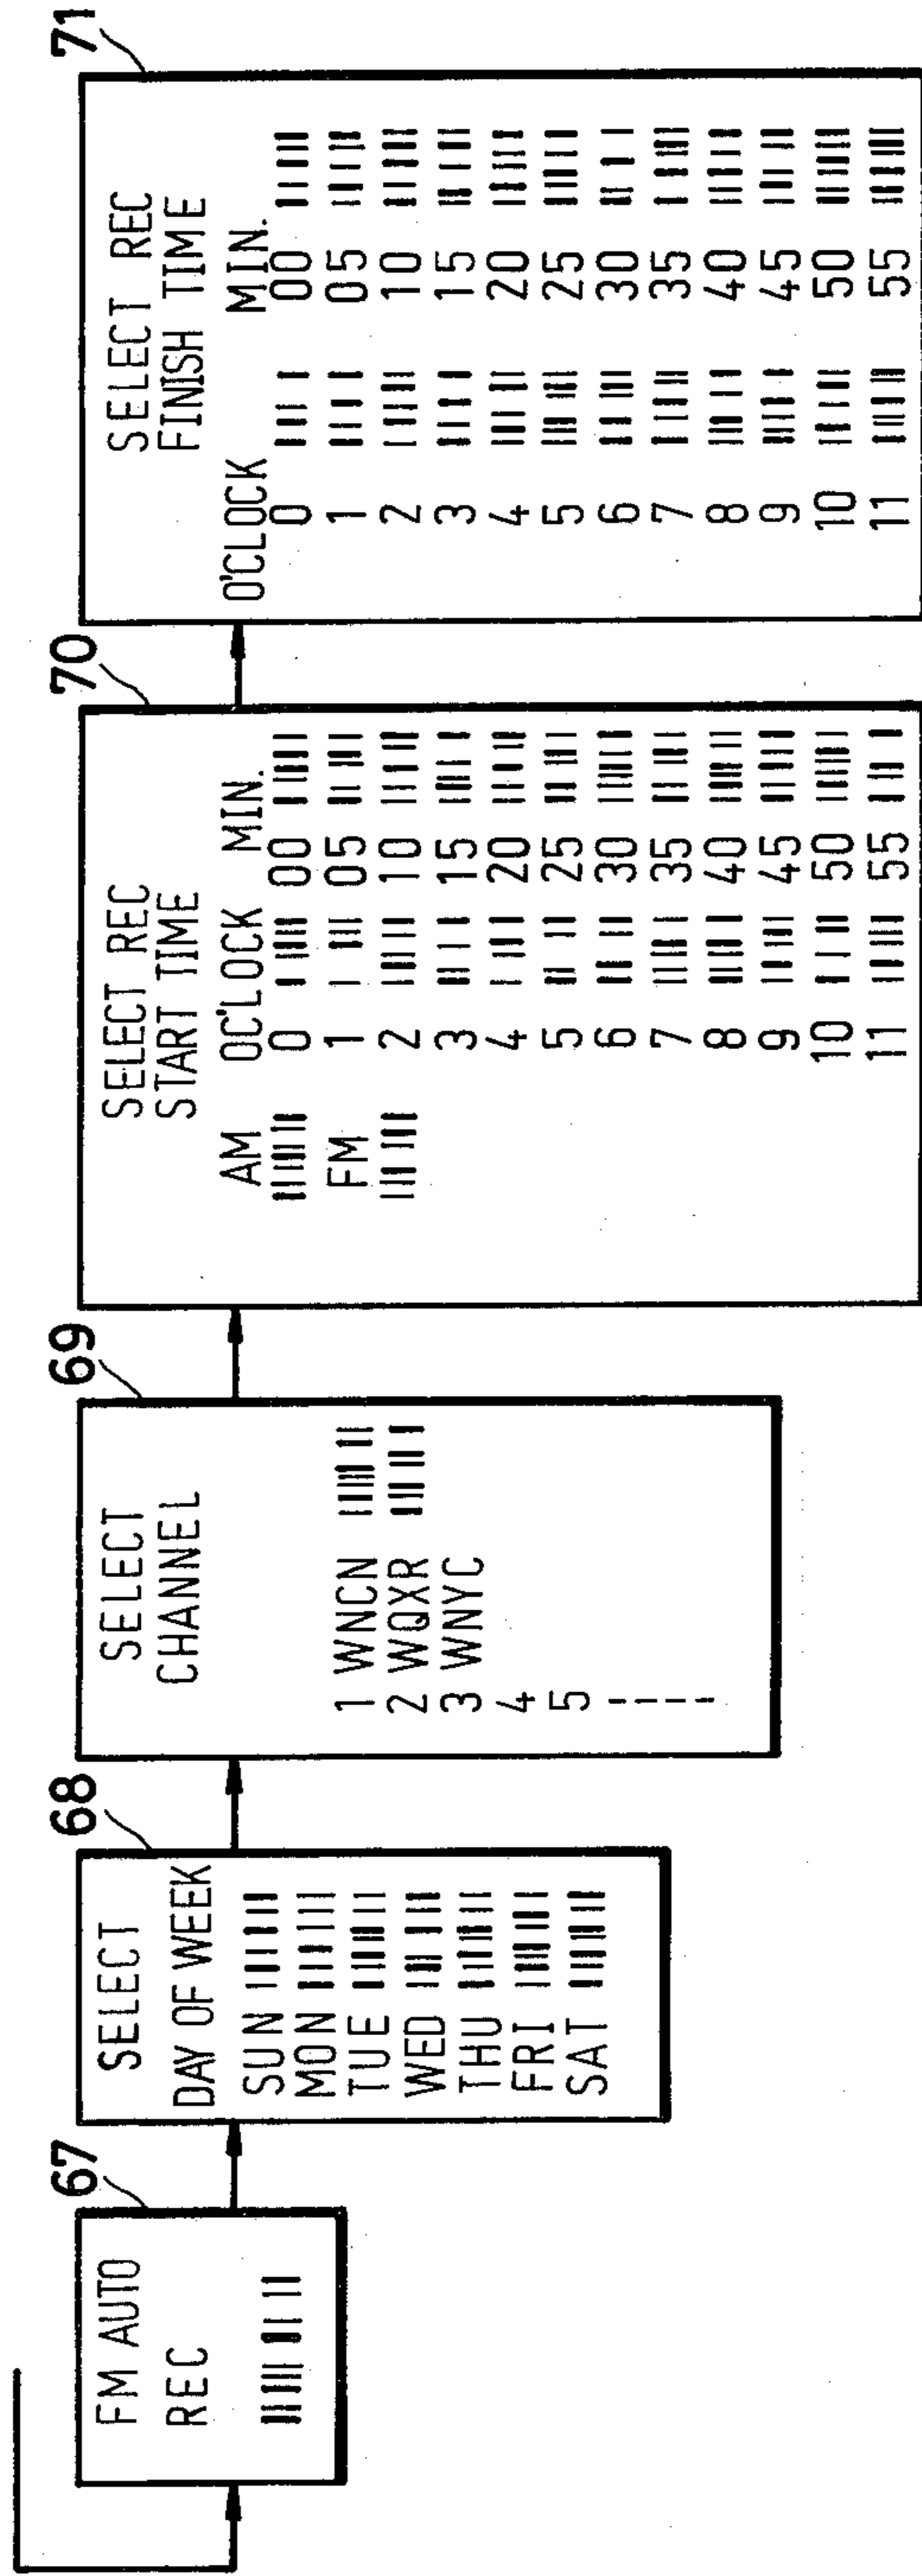 67
FM AUTO
REC
68
SELECT
DAY OF WEEK
SUN
MON
TUE
WED
THU
FRI
SAT
69
SELECT
CHANNEL
1 WNCN
2 WQXR
3 WNYC
4
5
70
SELECT REC
START TIME
AM OC'LOCK MIN.
0 00
FM 1 05
2 10
3 15
4 20
5 25
6 30
7 35
8 40
9 45
10 50
11 55
71
SELECT REC
FINISH TIME
O'CLOCK MIN.
0 00
1 05
2 10
3 15
4 20
5 25
6 30
7 35
8 40
9 45
10 50
11 55